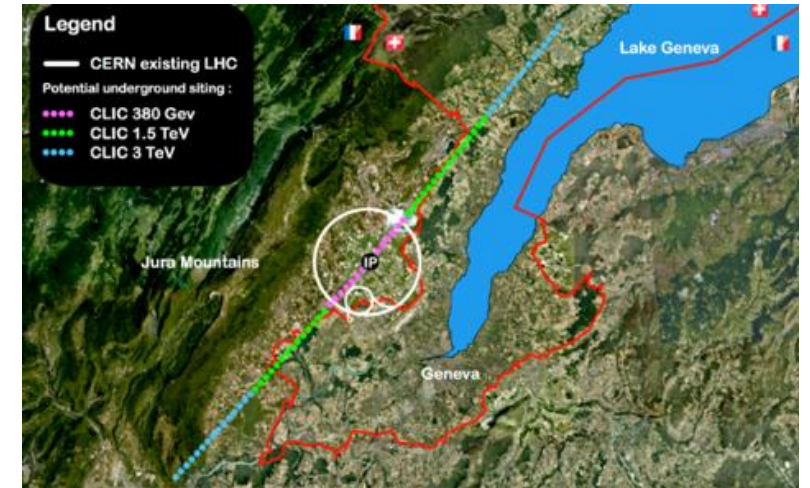 Legend
CERN existing LHC
Potential underground siting :
CLIC 380 Gev
CLIC 1.5 TeV
CLIC 3 TeV
Lake Geneva
Jura Mountains
IP
Geneva